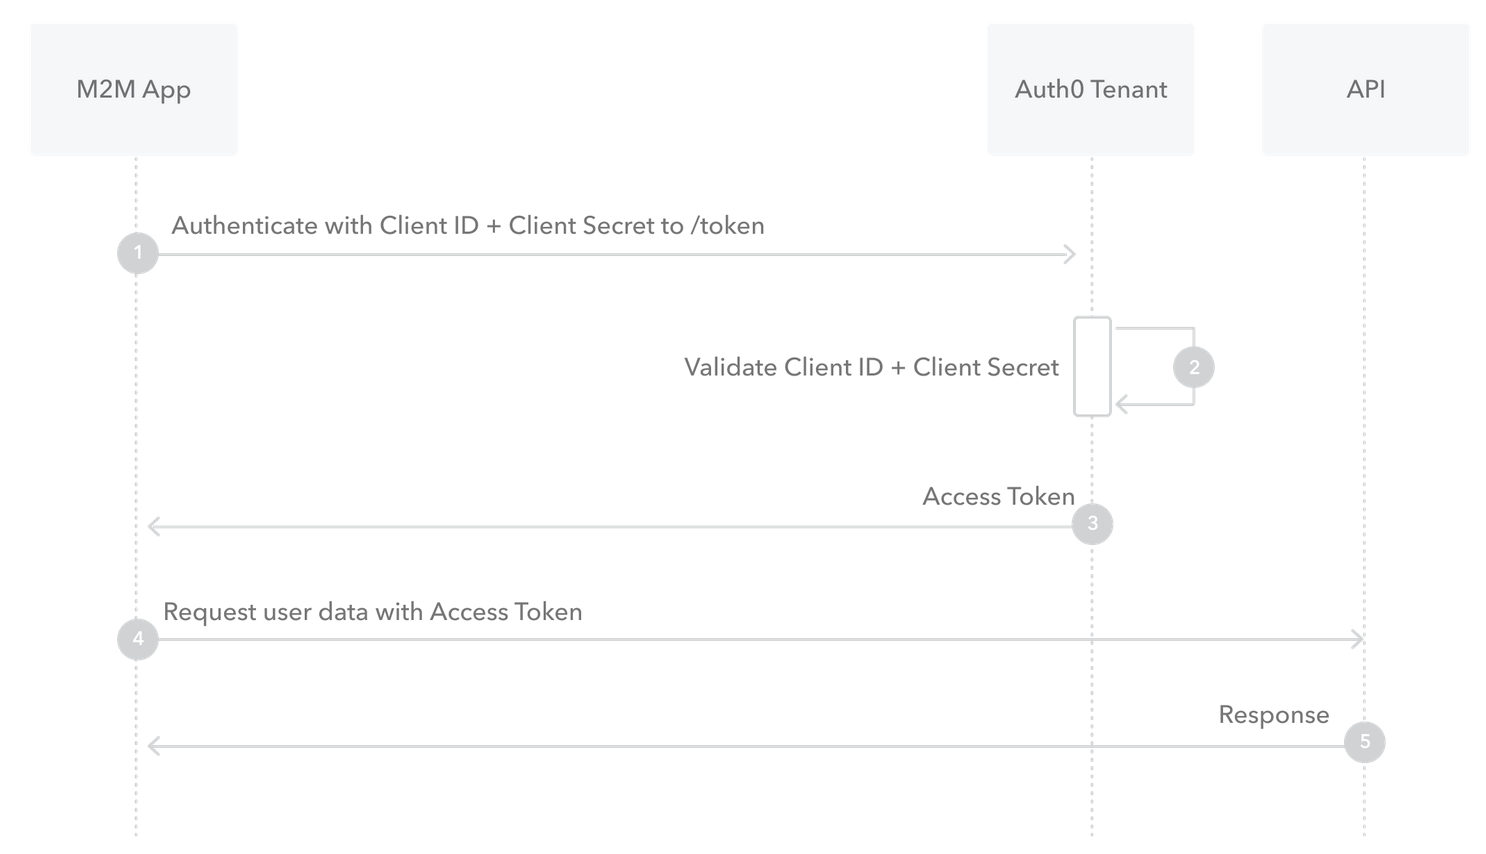 M2M App
Auth0 Tenant
API
Authenticate with Client ID + Client Secret to /token
1
Validate Client ID + Client Secret
2
Access Token
3
Request user data with Access Token
4
Response
5